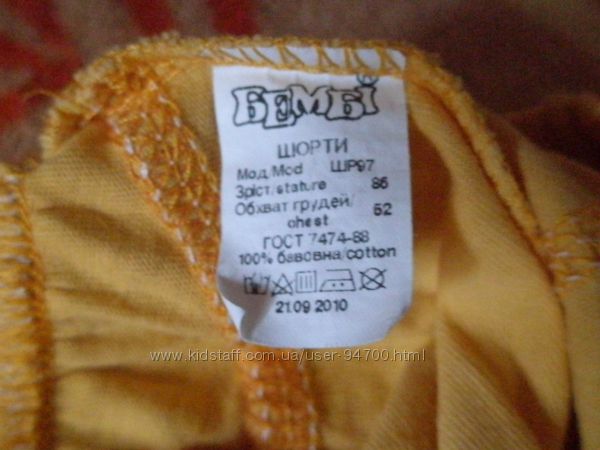 БЕМБІ
ШОРТИ
Мод/Mod ШР97
Зріст/stature 86
Обхват грудей/ 52
chest
ГОСТ 7474-88
100% бавовна/cotton
21.09.2010
www.kidstaff.com.ua/user-94700.html